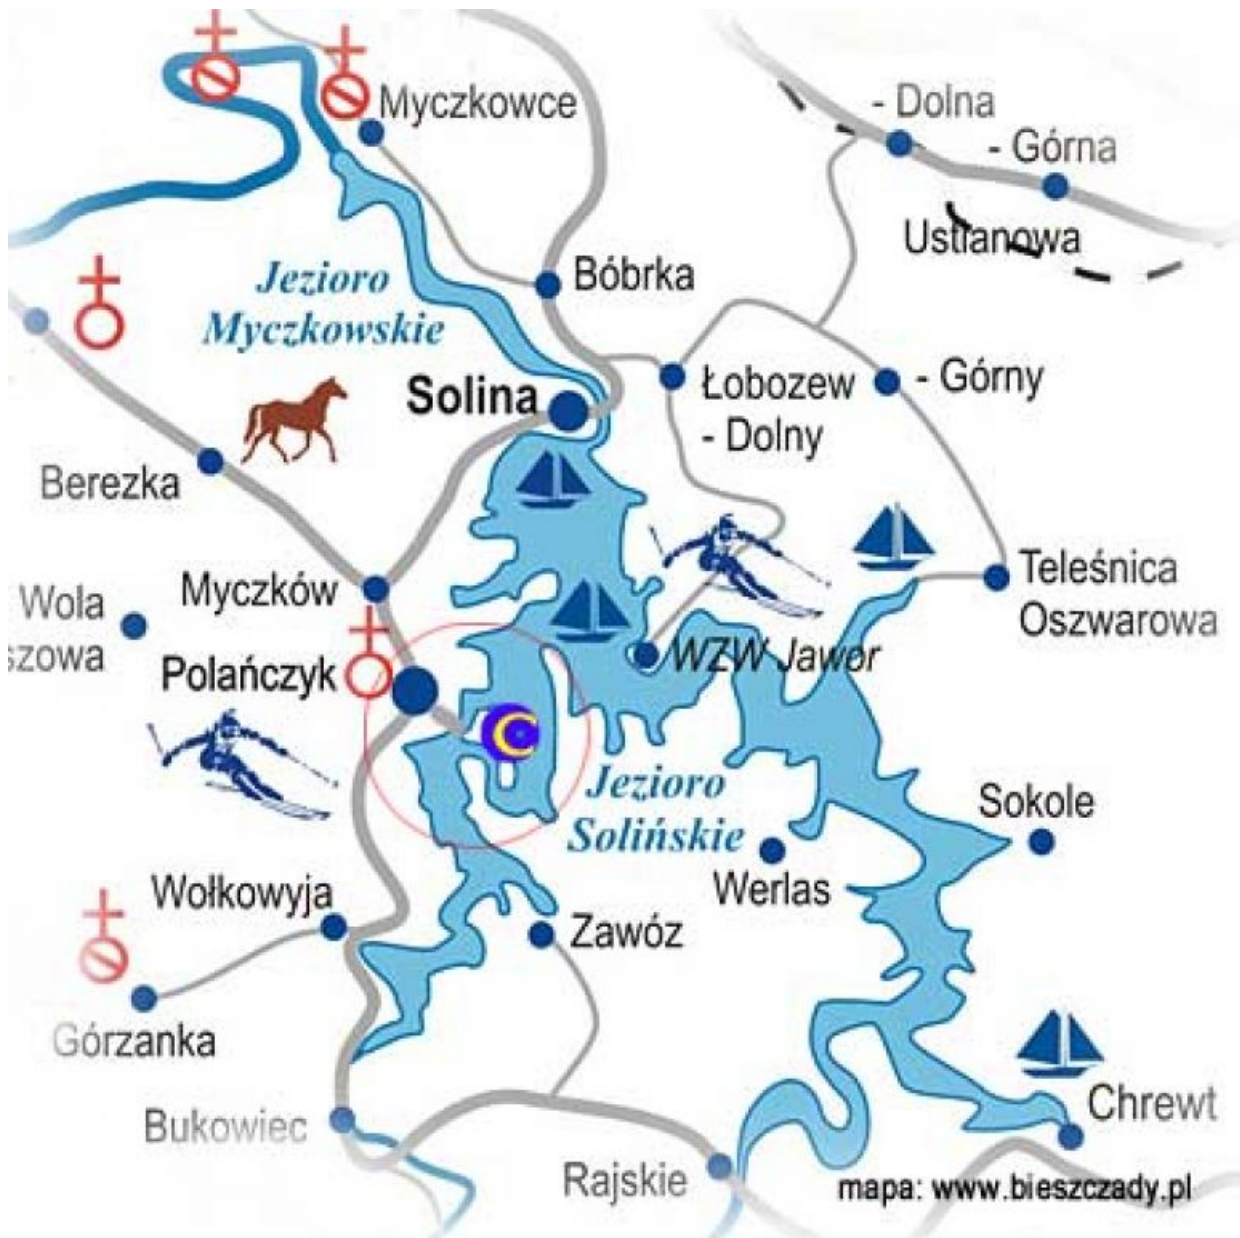 Myczkowce
- Dolna
- Górna
Ustianowa
Bóbrka
Jezioro
Myczkowskie
Solina
Łobozew
- Dolny
- Górny
Berezka
Teleśnica
Oszwarowa
Myczków
Wola
szowa
WZW Jawor
Polańczyk
Jezioro
Solińskie
Sokole
Werlas
Wołkowyja
Zawóz
Górzanka
Chrewt
Bukowiec
Rajskie
mapa: www.bieszczady.pl